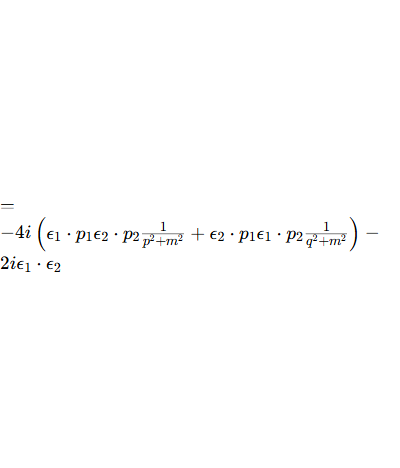 =
−4i (ϵ₁ · p₁ϵ₂ · p₂ 1/(p²+m²) + ϵ₂ · p₁ϵ₁ · p₂ 1/(q²+m²)) −
2iϵ₁ · ϵ₂